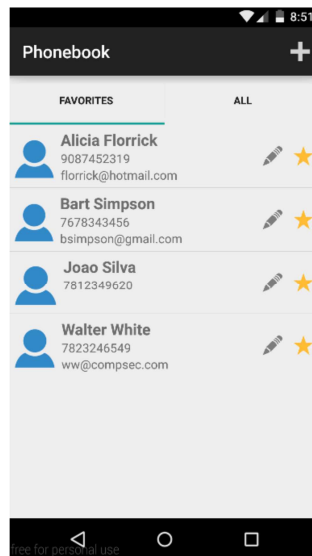 8:51
Phonebook
FAVORITES ALL
Alicia Florrick
9087452319
florrick@hotmail.com
Bart Simpson
7678343456
bsimpson@gmail.com
Joao Silva
7812349620
Walter White
7823246549
ww@compsec.com
free for personal use